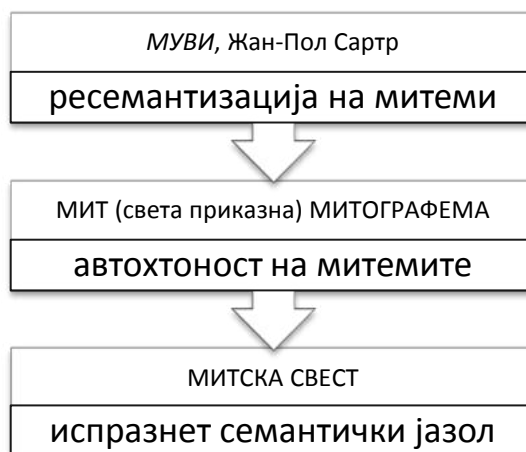 МУВИ, Жан-Пол Сартр
ресемантизација на митеми
МИТ (света приказна) МИТОГРАФЕМА
автохтоност на митемите
МИТСКА СВЕСТ
испразнет семантички јазол